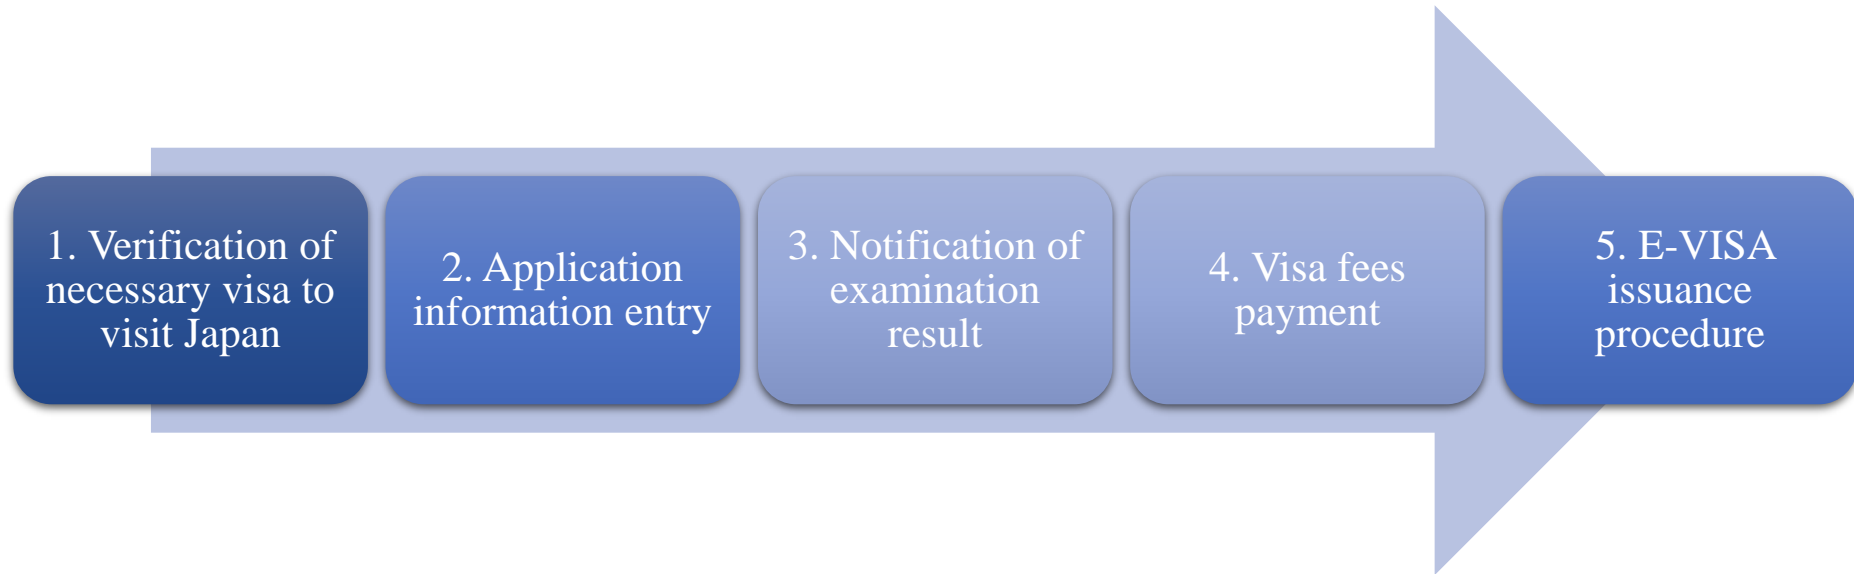 1. Verification of
necessary visa to
visit Japan
2. Application
information entry
3. Notification of
examination
result
4. Visa fees
payment
5. E-VISA
issuance
procedure